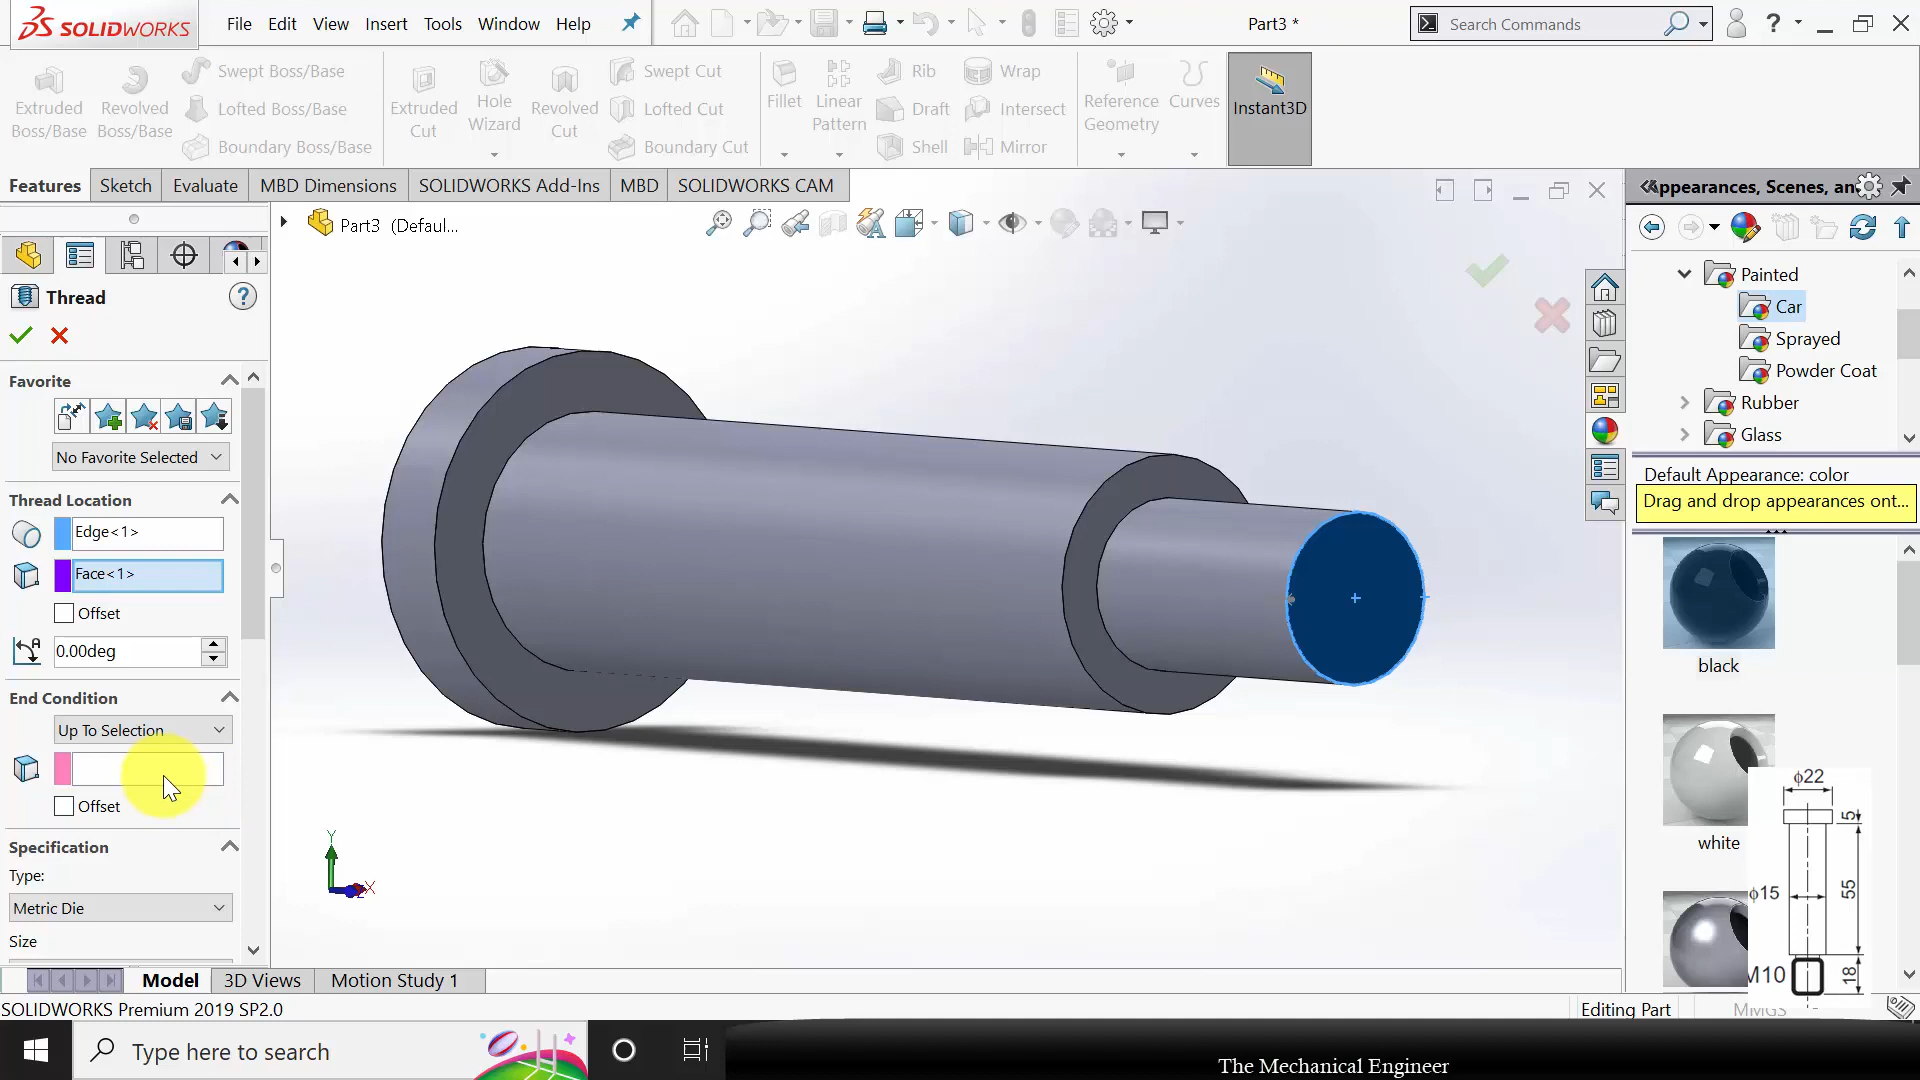 SOLIDWORKS
File Edit View Insert Tools Window Help
Part3 *
Search Commands
Extruded Boss/Base
Revolved Boss/Base
Swept Boss/Base
Lofted Boss/Base
Boundary Boss/Base
Extruded Cut
Hole Wizard
Revolved Cut
Swept Cut
Lofted Cut
Boundary Cut
Fillet
Linear Pattern
Rib
Draft
Shell
Wrap
Intersect
Mirror
Reference Geometry
Curves
Instant3D
Features Sketch Evaluate MBD Dimensions SOLIDWORKS Add-Ins MBD SOLIDWORKS CAM
Part3 (Defaul...
Thread
Favorite
No Favorite Selected
Thread Location
Edge<1>
Face<1>
Offset
0.00deg
End Condition
Up To Selection
Offset
Specification
Type:
Metric Die
Size
Y
X
Appearances, Scenes, an
Painted
Car
Sprayed
Powder Coat
Rubber
Glass
Default Appearance: color
Drag and drop appearances ont...
black
white
ϕ22
5
ϕ15
55
M10
18
Model 3D Views Motion Study 1
SOLIDWORKS Premium 2019 SP2.0
Editing Part
MMGS
Type here to search
The Mechanical Engineer